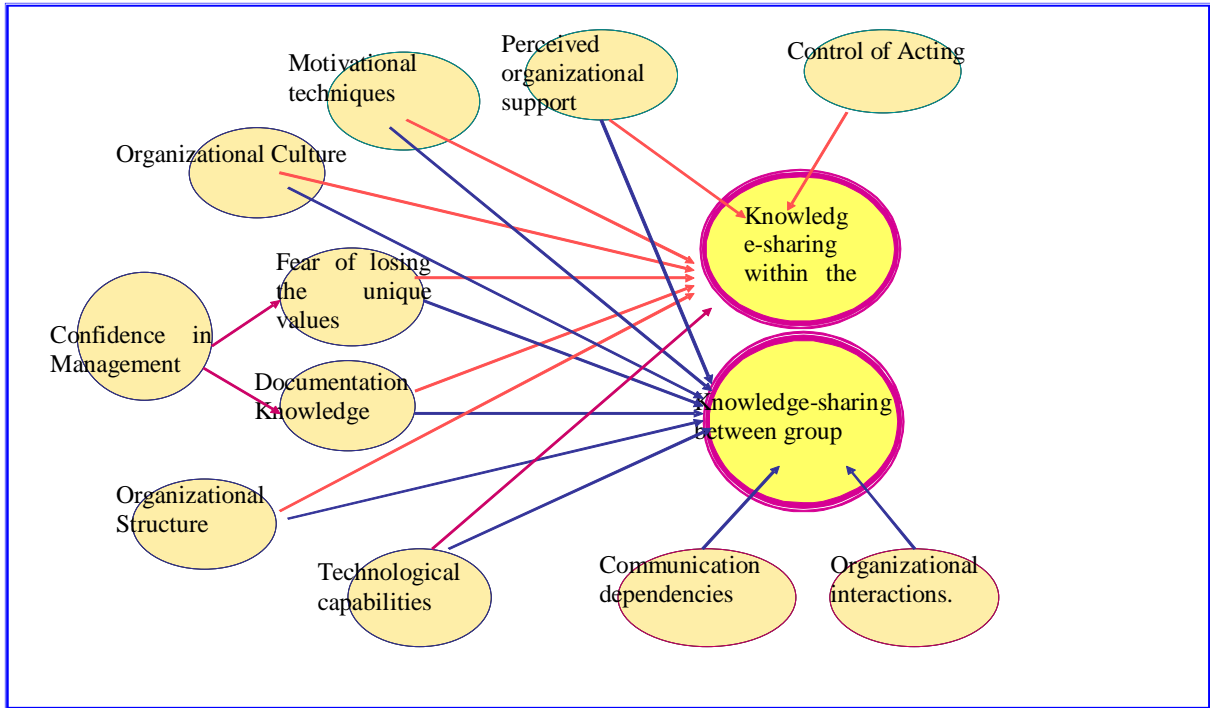 Motivational
techniques
Perceived
organizational
support
Control of Acting
Organizational Culture
Knowledg
e-sharing
within the
Fear of losing
the unique
values
Confidence in
Management
Documentation
Knowledge
Knowledge-sharing
between group
Organizational
Structure
Technological
capabilities
Communication
dependencies
Organizational
interactions.